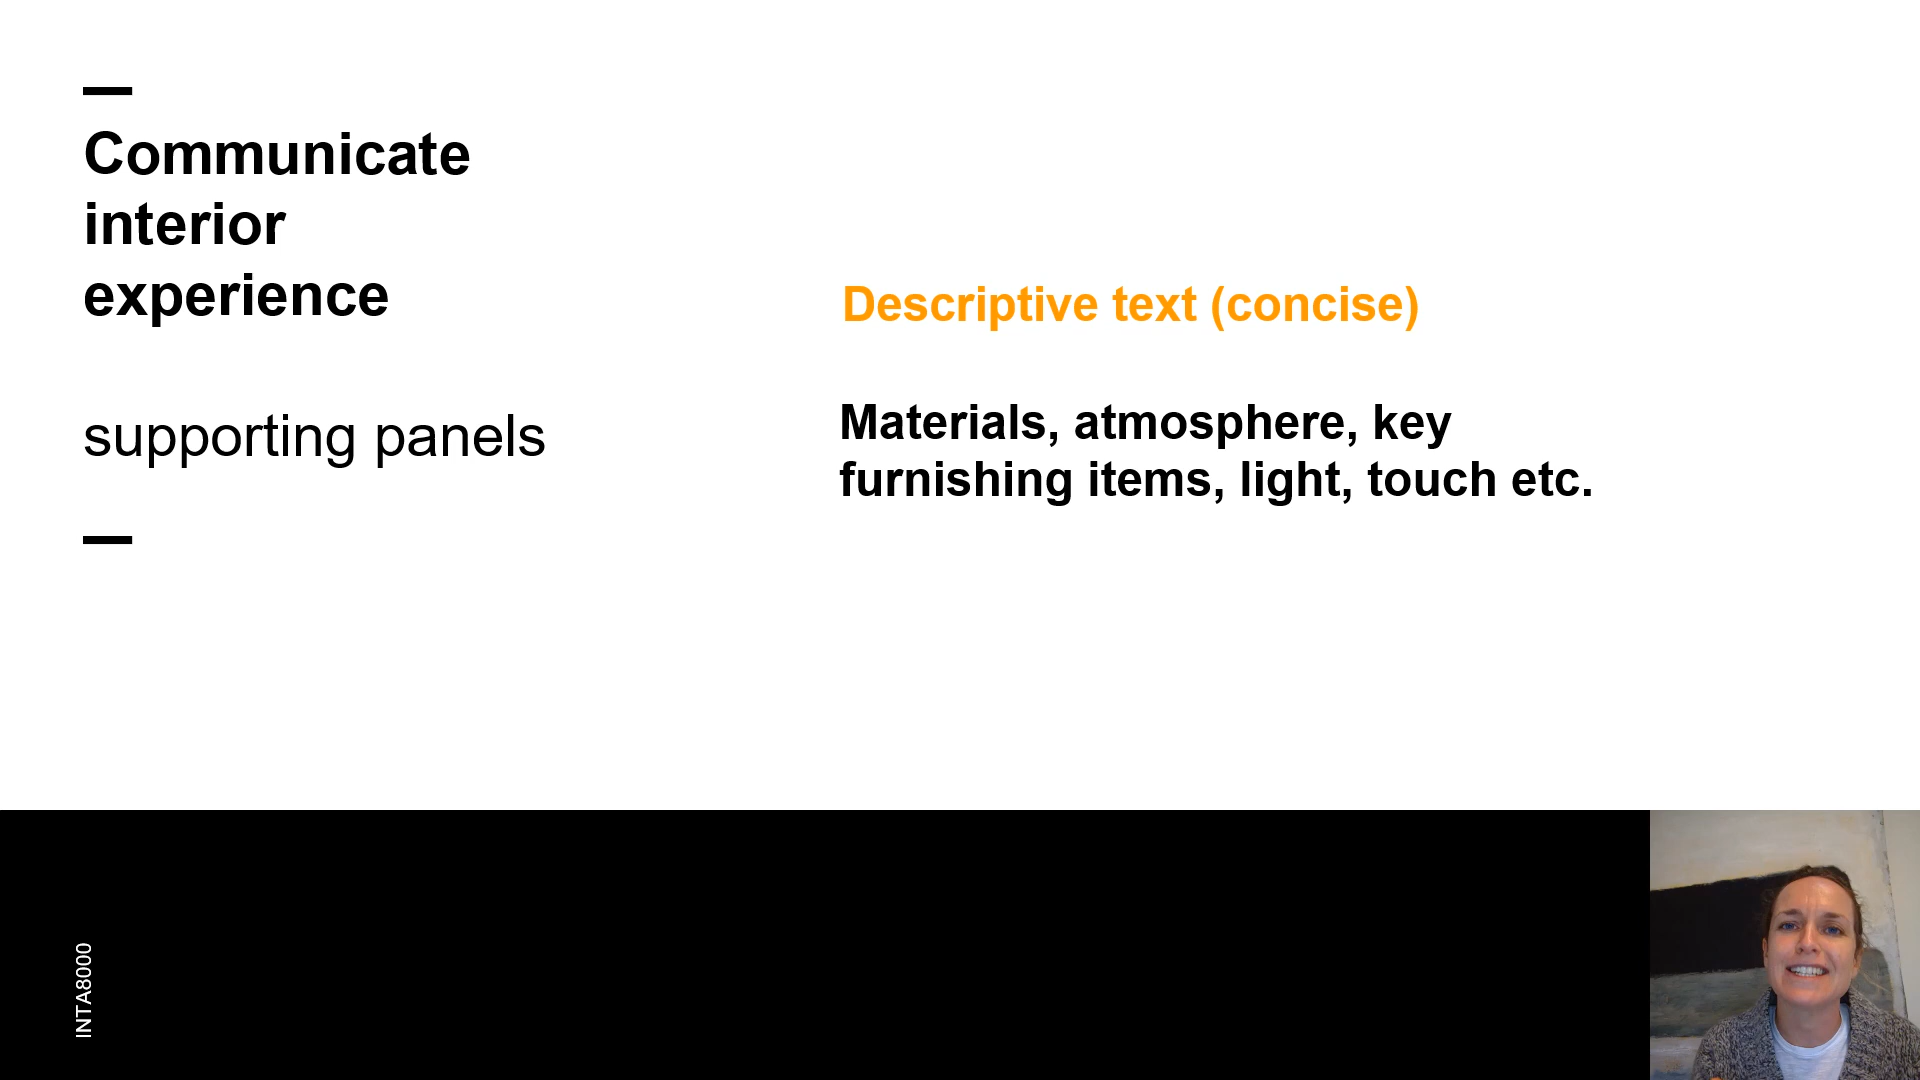 Communicate
interior
experience
supporting panels
Descriptive text (concise)
Materials, atmosphere, key
furnishing items, light, touch etc.
INTA8000